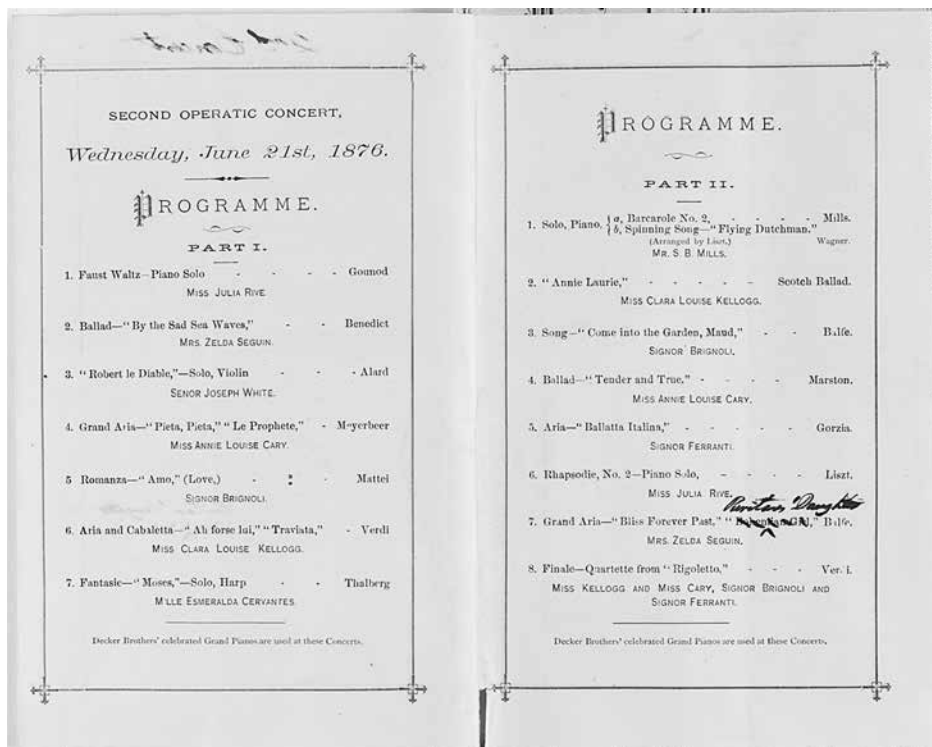 2nd Concert
SECOND OPERATIC CONCERT,
Wednesday, June 21st, 1876.
PROGRAMME.
PART I.
1. Faust Waltz—Piano Solo - - - - Gounod
MISS JULIA RIVE.
2. Ballad—"By the Sad Sea Waves," - - Benedict
MRS. ZELDA SEGUIN.
3. "Robert le Diable,"—Solo, Violin - - - Alard
SENOR JOSEPH WHITE.
4. Grand Aria—"Pieta, Pieta," "Le Prophete," - Meyerbeer
MISS ANNIE LOUISE CARY.
5 Romanza—"Amo," (Love,) - : - Mattei
SIGNOR BRIGNOLI.
6. Aria and Cabaletta—"Ah forse lui," "Traviata," - Verdi
MISS CLARA LOUISE KELLOGG.
7. Fantasie—"Moses,"—Solo, Harp - - Thalberg
M'LLE ESMERALDA CERVANTES.
Decker Brothers' celebrated Grand Pianos are used at these Concerts.
PROGRAMME.
PART II.
1. Solo, Piano. { a, Barcarole No. 2, - - - - Mills.
{ b, Spinning Song—"Flying Dutchman."
(Arranged by Liszt.) Wagner.
MR. S. B. MILLS.
2. "Annie Laurie," - - - - - Scotch Ballad.
MISS CLARA LOUISE KELLOGG.
3. Song—"Come into the Garden, Maud," - - Balfe.
SIGNOR BRIGNOLI.
4. Ballad—"Tender and True," - - - - Marston.
MISS ANNIE LOUISE CARY.
5. Aria—"Ballatta Italina," - - - - - Gorzia.
SIGNOR FERRANTI.
6. Rhapsodie, No. 2—Piano Solo, - - - - Liszt.
MISS JULIA RIVE.
Puritan's Daughter
7. Grand Aria—"Bliss Forever Past," "Bohemian Girl," Balfe.
MRS. ZELDA SEGUIN.
8. Finale—Quartette from "Rigoletto," - - - Ver i.
MISS KELLOGG AND MISS CARY, SIGNOR BRIGNOLI AND
SIGNOR FERRANTI.
Decker Brothers' celebrated Grand Pianos are used at these Concerts.